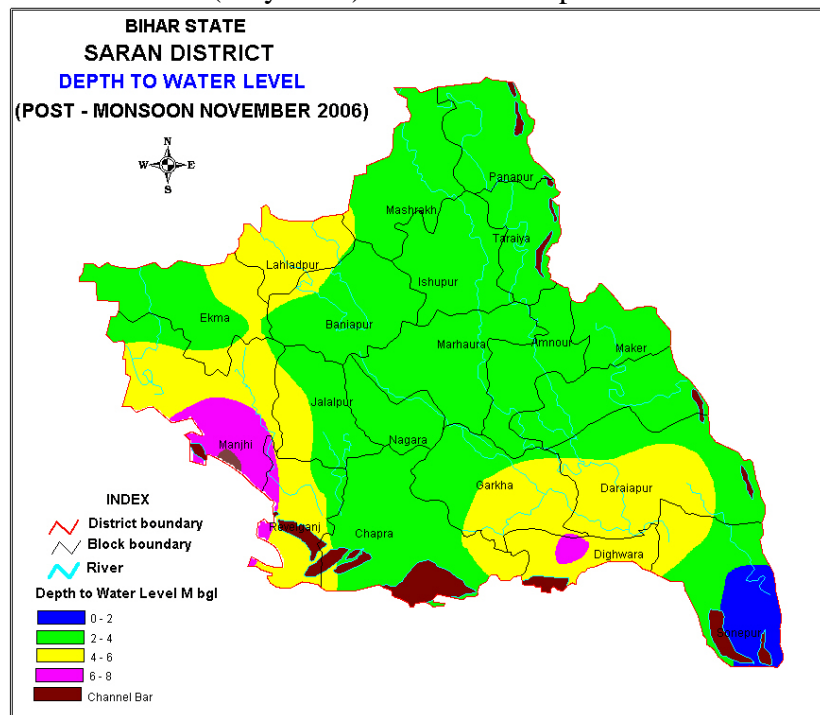 BIHAR STATE
SARAN DISTRICT
DEPTH TO WATER LEVEL
(POST - MONSOON NOVEMBER 2006)
N
W E
S
Panapur
Mashrakh
Taraiya
Lahladpur
Ishupur
Ekma
Baniapur
Marhaura
Amnour
Maker
Jalalpur
Manjhi
Nagara
Garkha
Daraiapur
Revelganj
Chapra
Dighwara
Sonepur
INDEX
District boundary
Block boundary
River
Depth to Water Level M bgl
0 - 2
2 - 4
4 - 6
6 - 8
Channel Bar